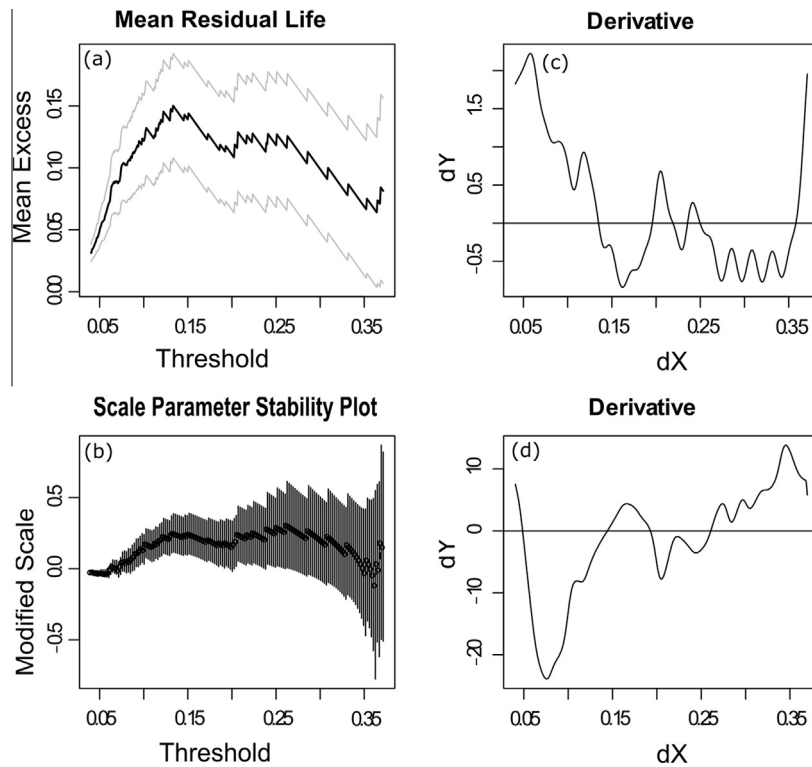 Mean Residual Life
(a)
Mean Excess
0.15
0.10
0.05
0.00
0.05
0.15
0.25
0.35
Threshold
Derivative
(c)
dY
1.5
0.5
-0.5
0.05
0.15
0.25
0.35
dX
Scale Parameter Stability Plot
(b)
Modified Scale
0.5
0.0
-0.5
0.05
0.15
0.25
0.35
Threshold
Derivative
(d)
dY
10
0
-10
-20
0.05
0.15
0.25
0.35
dX